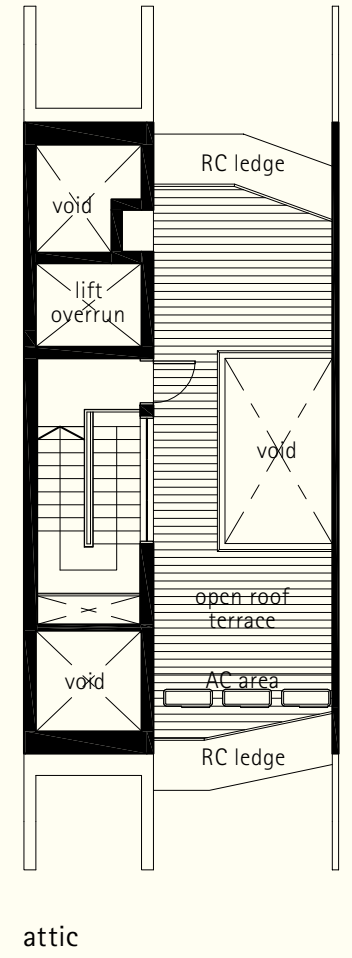 RC ledge
void
lift
overrun
void
open roof
terrace
void
AC area
RC ledge
attic